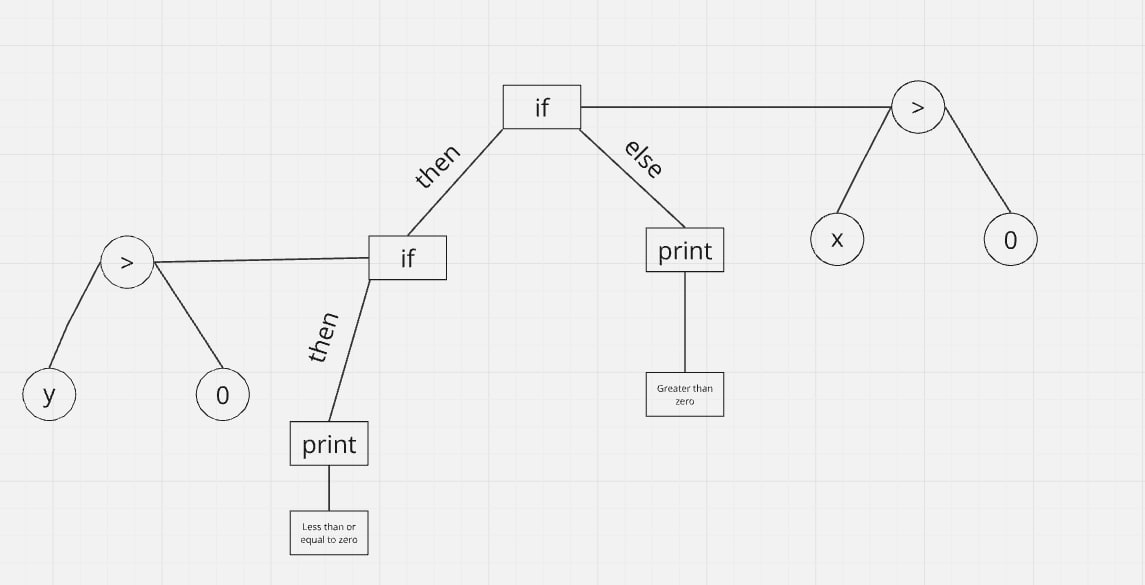 if
>
then
else
x
0
print
>
if
then
Greater than
zero
y
0
print
Less than or
equal to zero